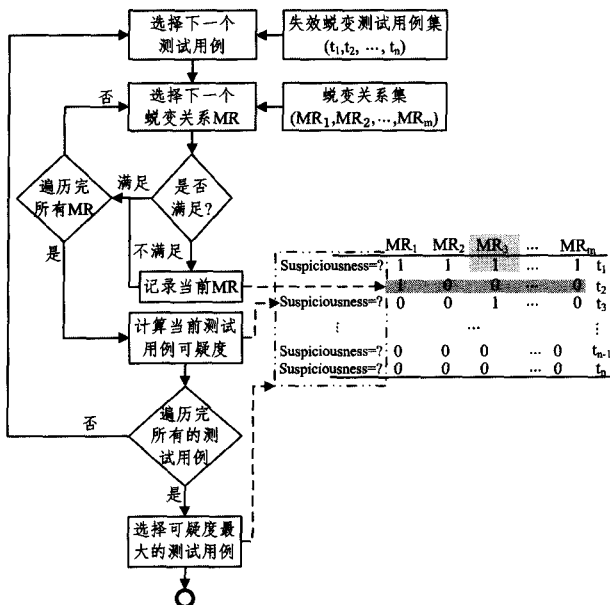 选择下一个
测试用例
失效蜕变测试用例集
(t1,t2, …, tn)
否
选择下一个
蜕变关系MR
蜕变关系集
(MR1,MR2,…,MRm)
遍历完
所有MR
满足
是否
满足?
是
不满足
记录当前MR
MR1 MR2 MR3 … MRm
Suspiciousness=? 1 1 1 … 1 t1
1 0 0 … 0 t2
Suspiciousness=? 0 0 1 … 0 t3
⋮ … ⋮
Suspiciousness=? 0 0 0 … 0 tn-1
Suspiciousness=? 0 0 0 … 0 tn
计算当前测试
用例可疑度
否
遍历完
所有的测
试用例
是
选择可疑度最
大的测试用例